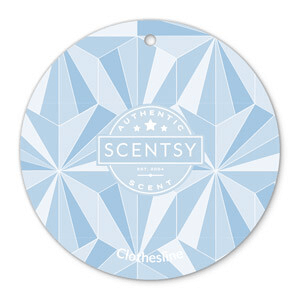 AUTHENTIC
SCENTSY
EST. 2004
SCENT
Clothesline